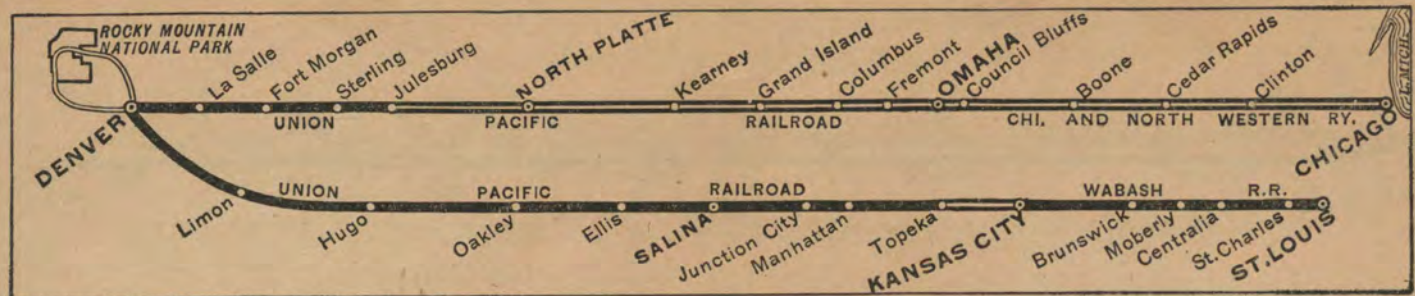 ROCKY MOUNTAIN
NATIONAL PARK
DENVER
La Salle
Fort Morgan
Sterling
Julesburg
NORTH PLATTE
Kearney
Grand Island
Columbus
Fremont
OMAHA
Council Bluffs
Boone
Cedar Rapids
Clinton
CHICAGO
L. MICH.
UNION PACIFIC RAILROAD
CHI. AND NORTH WESTERN RY.
UNION PACIFIC RAILROAD
WABASH R.R.
Limon
Hugo
Oakley
Ellis
SALINA
Junction City
Manhattan
Topeka
KANSAS CITY
Brunswick
Moberly
Centralia
St. Charles
ST. LOUIS